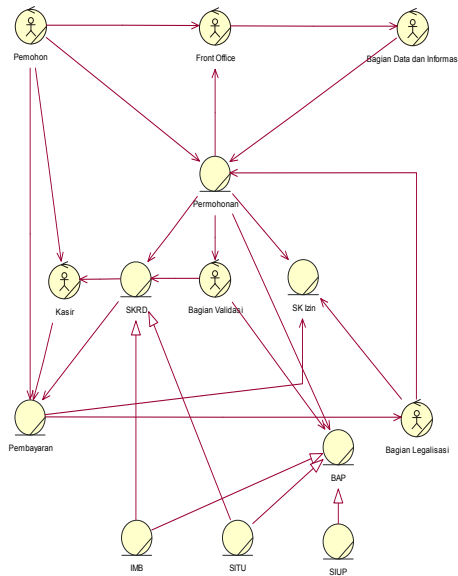 Pemohon
Front Office
Bagian Data dan Informas
Permohonan
Kasir
SKRD
Bagian Validasi
SK Izin
Pembayaran
Bagian Legalisasi
BAP
IMB
SITU
SIUP